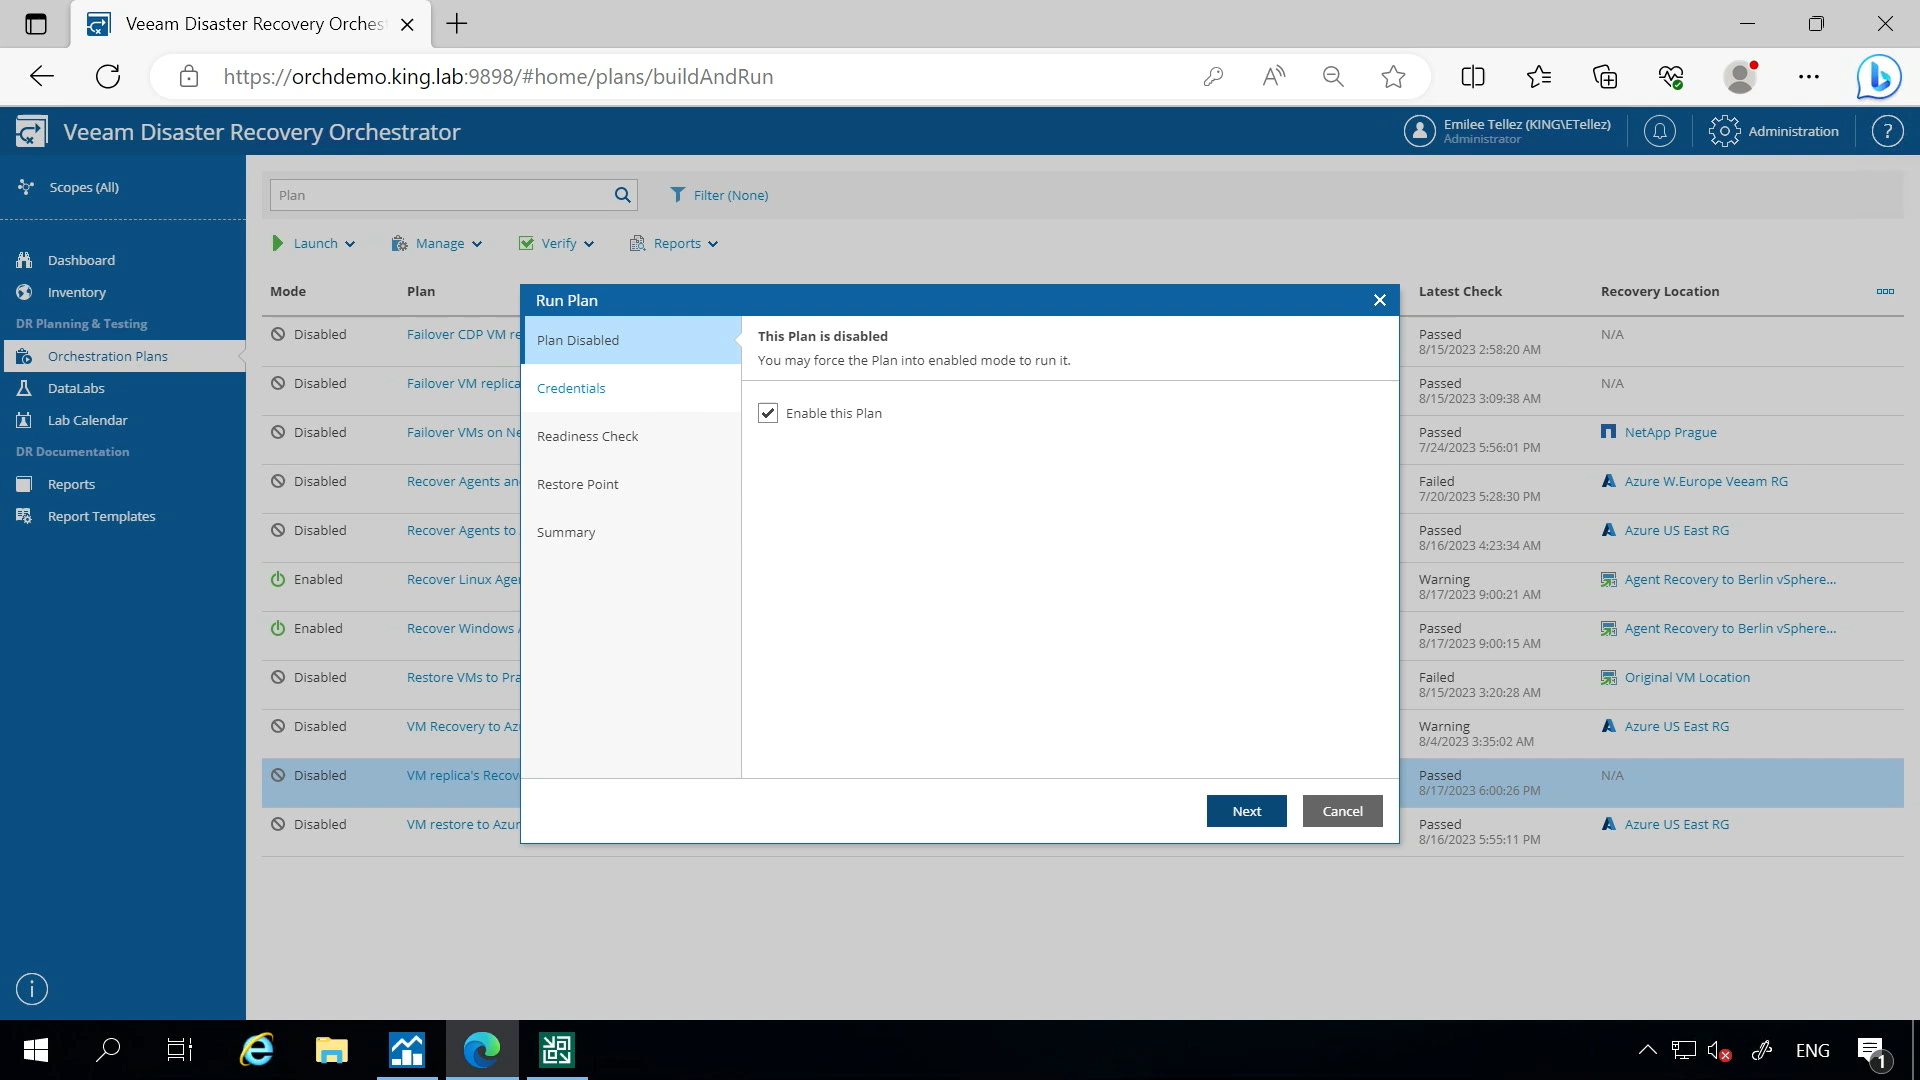 Veeam Disaster Recovery Orches
https://orchdemo.king.lab:9898/#home/plans/buildAndRun
Veeam Disaster Recovery Orchestrator
Emilee Tellez (KING\ETellez)
Administrator
Administration
?
Scopes (All)
Plan
Filter (None)
Launch
Manage
Verify
Reports
Dashboard
Inventory
DR Planning & Testing
Orchestration Plans
DataLabs
Lab Calendar
DR Documentation
Reports
Report Templates
Mode
Plan
Latest Check
Recovery Location
Disabled
Failover CDP VM re
Passed
8/15/2023 2:58:20 AM
N/A
Disabled
Failover VM replica
Passed
8/15/2023 3:09:38 AM
N/A
Disabled
Failover VMs on Ne
Passed
7/24/2023 5:56:01 PM
NetApp Prague
Disabled
Recover Agents an
Failed
7/20/2023 5:28:30 PM
Azure W.Europe Veeam RG
Disabled
Recover Agents to
Passed
8/16/2023 4:23:34 AM
Azure US East RG
Enabled
Recover Linux Age
Warning
8/17/2023 9:00:21 AM
Agent Recovery to Berlin vSphere...
Enabled
Recover Windows
Passed
8/17/2023 9:00:15 AM
Agent Recovery to Berlin vSphere...
Disabled
Restore VMs to Pra
Failed
8/15/2023 3:20:28 AM
Original VM Location
Disabled
VM Recovery to Az
Warning
8/4/2023 3:35:02 AM
Azure US East RG
Disabled
VM replica's Recov
Passed
8/17/2023 6:00:26 PM
N/A
Disabled
VM restore to Azur
Passed
8/16/2023 5:55:11 PM
Azure US East RG
Run Plan
Plan Disabled
Credentials
Readiness Check
Restore Point
Summary
This Plan is disabled
You may force the Plan into enabled mode to run it.
Enable this Plan
Next
Cancel
ENG
1